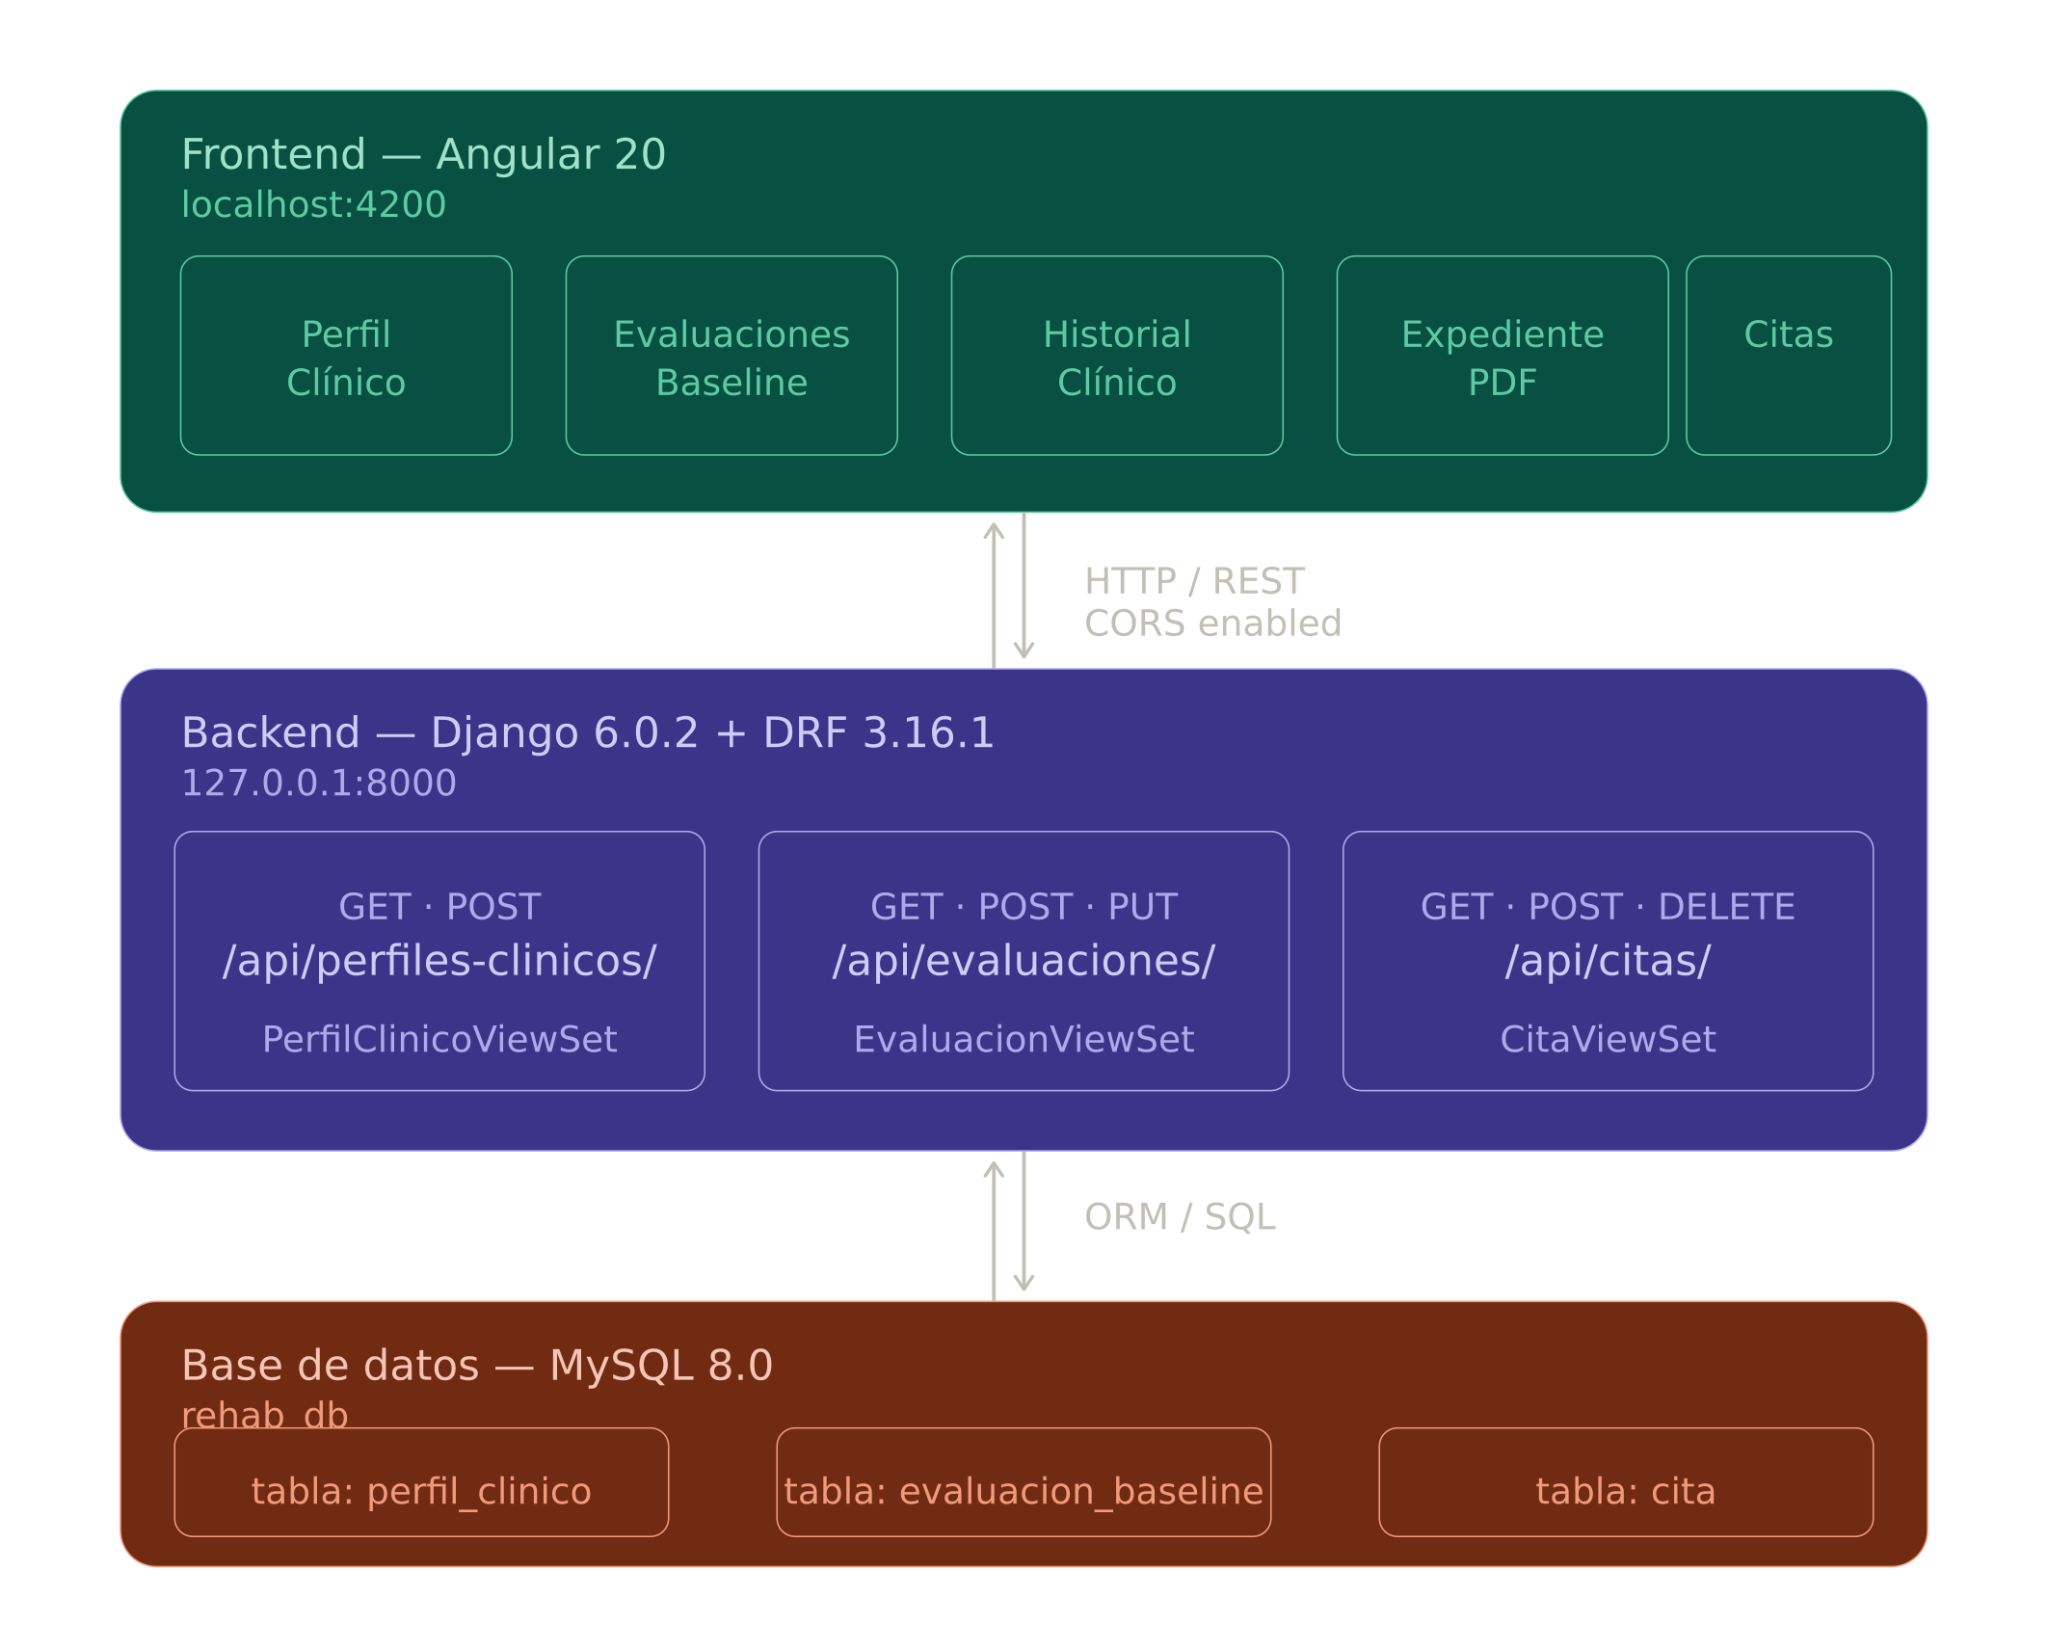 Frontend — Angular 20
localhost:4200
Perfil
Clínico
Evaluaciones
Baseline
Historial
Clínico
Expediente
PDF
Citas
HTTP / REST
CORS enabled
Backend — Django 6.0.2 + DRF 3.16.1
127.0.0.1:8000
GET · POST
/api/perfiles-clinicos/
PerfilClinicoViewSet
GET · POST · PUT
/api/evaluaciones/
EvaluacionViewSet
GET · POST · DELETE
/api/citas/
CitaViewSet
ORM / SQL
Base de datos — MySQL 8.0
rehab_db
tabla: perfil_clinico
tabla: evaluacion_baseline
tabla: cita